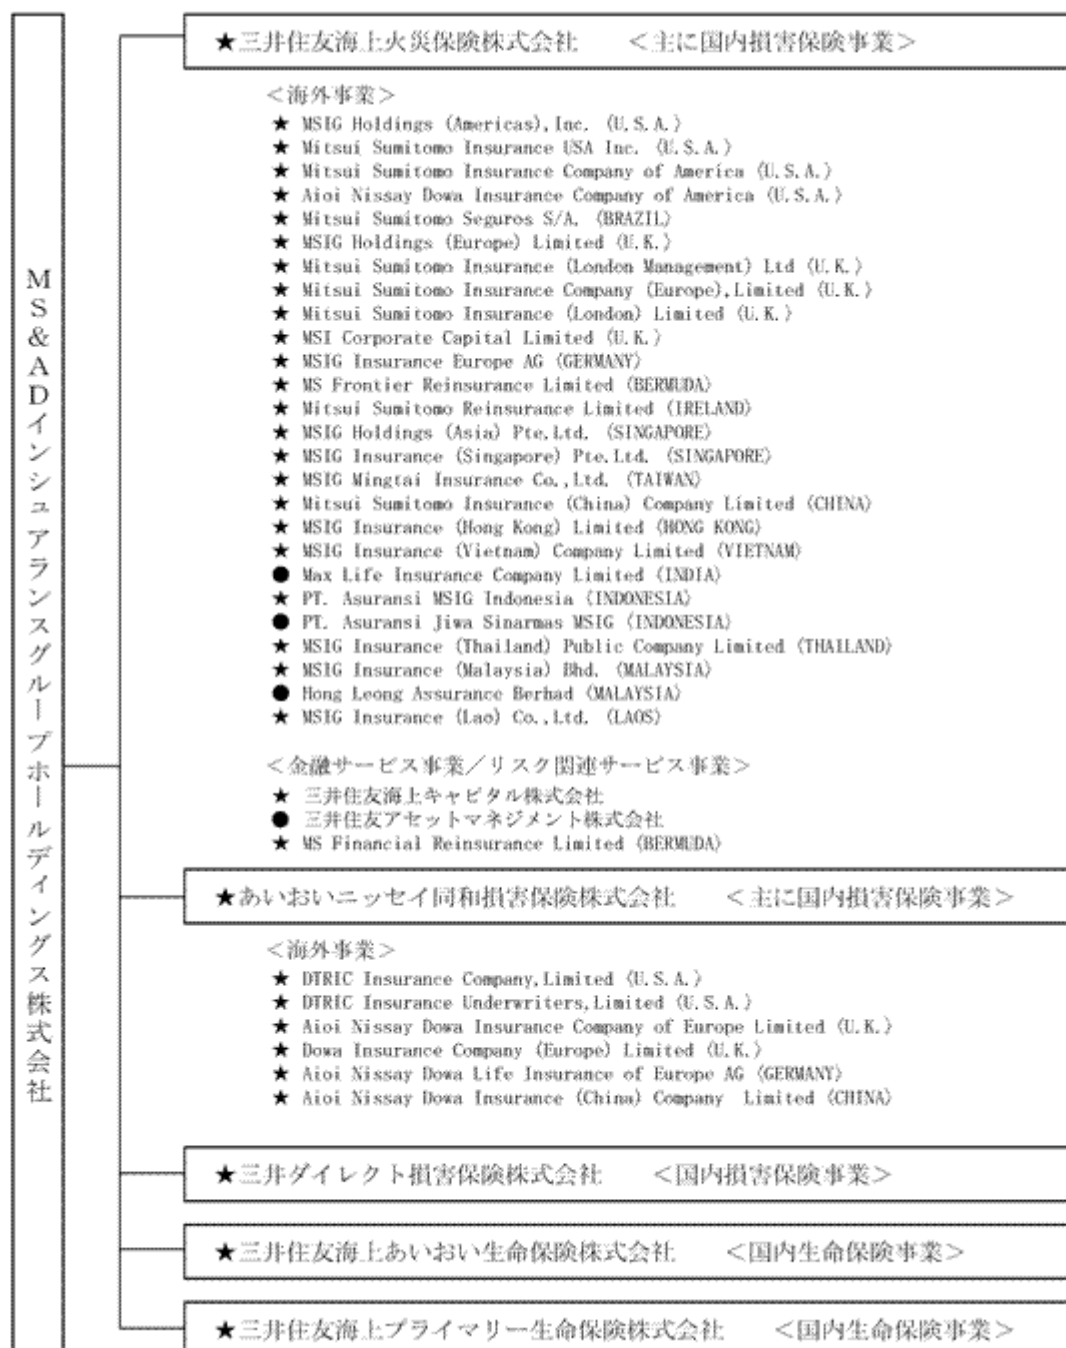 MS&ADインシュアランスグループホールディングス株式会社
★三井住友海上火災保険株式会社 ＜主に国内損害保険事業＞
＜海外事業＞
★ MSIG Holdings (Americas),Inc. (U.S.A.)
★ Mitsui Sumitomo Insurance USA Inc. (U.S.A.)
★ Mitsui Sumitomo Insurance Company of America (U.S.A.)
★ Aioi Nissay Dowa Insurance Company of America (U.S.A.)
★ Mitsui Sumitomo Seguros S/A. (BRAZIL)
★ MSIG Holdings (Europe) Limited (U.K.)
★ Mitsui Sumitomo Insurance (London Management) Ltd (U.K.)
★ Mitsui Sumitomo Insurance Company (Europe),Limited (U.K.)
★ Mitsui Sumitomo Insurance (London) Limited (U.K.)
★ MSI Corporate Capital Limited (U.K.)
★ MSIG Insurance Europe AG (GERMANY)
★ MS Frontier Reinsurance Limited (BERMUDA)
★ Mitsui Sumitomo Reinsurance Limited (IRELAND)
★ MSIG Holdings (Asia) Pte.Ltd. (SINGAPORE)
★ MSIG Insurance (Singapore) Pte.Ltd. (SINGAPORE)
★ MSIG Mingtai Insurance Co.,Ltd. (TAIWAN)
★ Mitsui Sumitomo Insurance (China) Company Limited (CHINA)
★ MSIG Insurance (Hong Kong) Limited (HONG KONG)
★ MSIG Insurance (Vietnam) Company Limited (VIETNAM)
● Max Life Insurance Company Limited (INDIA)
★ PT. Asuransi MSIG Indonesia (INDONESIA)
● PT. Asuransi Jiwa Sinarmas MSIG (INDONESIA)
★ MSIG Insurance (Thailand) Public Company Limited (THAILAND)
★ MSIG Insurance (Malaysia) Bhd. (MALAYSIA)
● Hong Leong Assurance Berhad (MALAYSIA)
★ MSIG Insurance (Lao) Co.,Ltd. (LAOS)
＜金融サービス事業／リスク関連サービス事業＞
★ 三井住友海上キャピタル株式会社
● 三井住友アセットマネジメント株式会社
★ MS Financial Reinsurance Limited (BERMUDA)
★あいおいニッセイ同和損害保険株式会社 ＜主に国内損害保険事業＞
＜海外事業＞
★ DTRIC Insurance Company,Limited (U.S.A.)
★ DTRIC Insurance Underwriters,Limited (U.S.A.)
★ Aioi Nissay Dowa Insurance Company of Europe Limited (U.K.)
★ Dowa Insurance Company (Europe) Limited (U.K.)
★ Aioi Nissay Dowa Life Insurance of Europe AG (GERMANY)
★ Aioi Nissay Dowa Insurance (China) Company Limited (CHINA)
★三井ダイレクト損害保険株式会社 ＜国内損害保険事業＞
★三井住友海上あいおい生命保険株式会社 ＜国内生命保険事業＞
★三井住友海上プライマリー生命保険株式会社 ＜国内生命保険事業＞